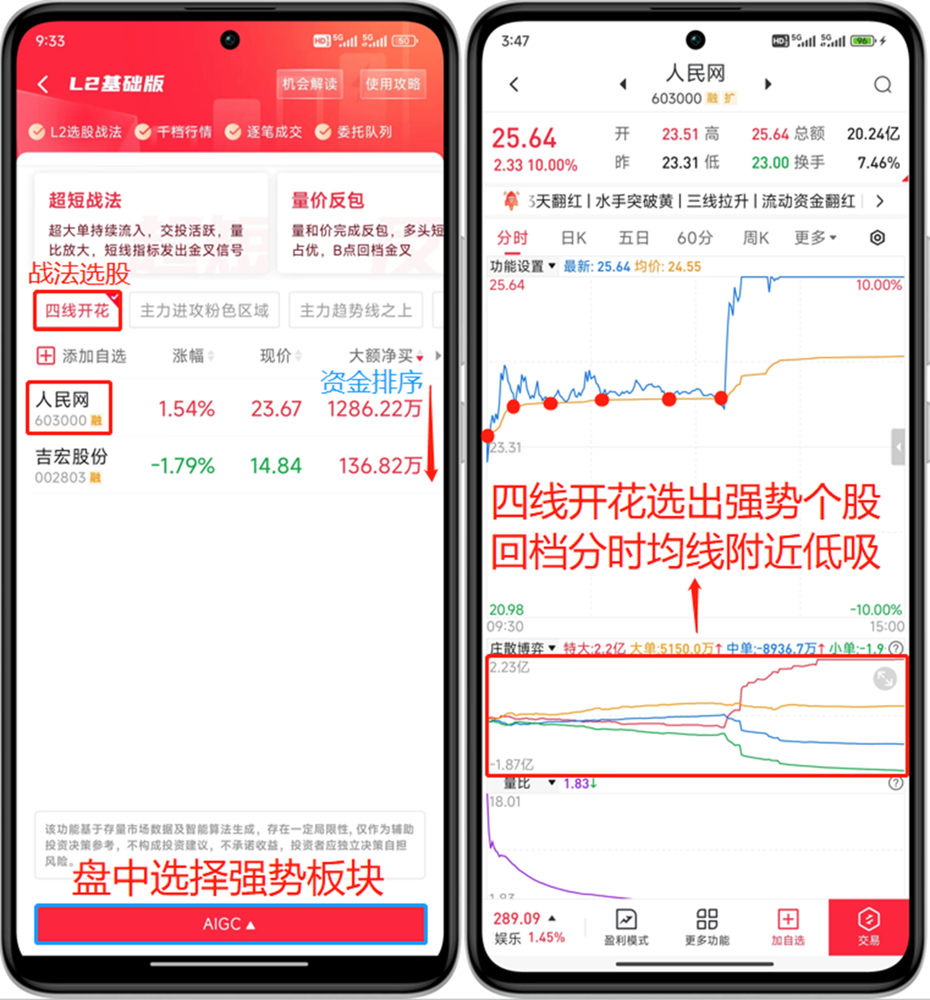 9:33
HD 5G 5G 50
L2基础版
机会解读
使用攻略
L2选股战法
千档行情
逐笔成交
委托队列
超短战法
超大单持续流入，交投活跃，量
比放大，短线指标发出金叉信号
量价反包
量和价完成反包，多头短
占优，B点回档金叉
战法选股
四线开花
主力进攻粉色区域
主力趋势线之上
添加自选 涨幅 现价 大额净买
资金排序
人民网 1.54% 23.67 1286.22万
603000 融
吉宏股份 -1.79% 14.84 136.82万
002803 融
该功能基于存量市场数据及智能算法生成，存在一定局限性，仅作为辅助
投资决策参考，不构成投资建议，不承诺收益，投资者应独立决策自担
风险。
盘中选择强势板块
AIGC▲
3:47
HD 5G 5G 96
人民网
603000 融 扩
25.64 开 23.51 高 25.64 总额 20.24亿
2.33 10.00% 昨 23.31 低 23.00 换手 7.46%
3天翻红 | 水手突破黄 | 三线拉升 | 流动资金翻红
分时 日K 五日 60分 周K 更多
功能设置 最新: 25.64 均价: 24.55
25.64 10.00%
23.31
四线开花选出强势个股
回档分时均线附近低吸
20.98 -10.00%
09:30 15:00
庄散博弈 特大:2.2亿 大单:5150.0万↑ 中单:-8936.7万↑ 小单:-1.9
2.23亿
-1.87亿
量比 1.83↓
18.01
1.83
289.09
娱乐 1.45%
盈利模式
更多功能
加自选
交易